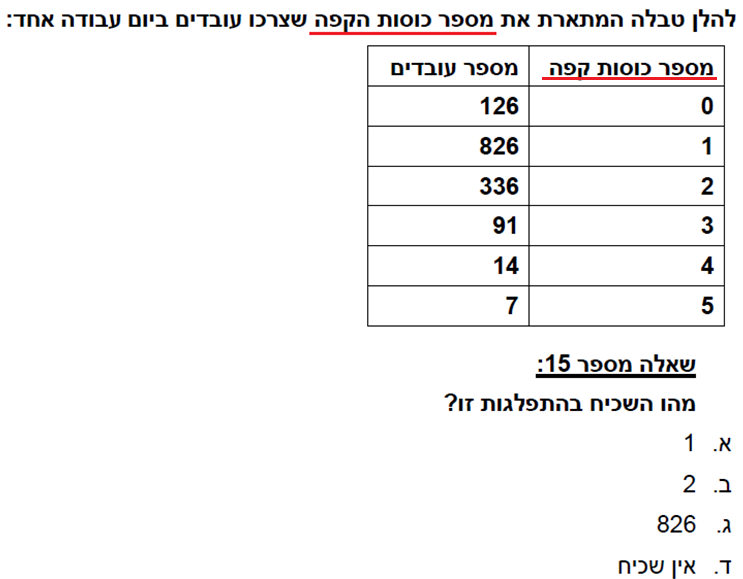 להלן טבלה המתארת את מספר כוסות הקפה שצרכו עובדים ביום עבודה אחד:
מספר כוסות קפה מספר עובדים
0 126
1 826
2 336
3 91
4 14
5 7
שאלה מספר 15:
מהו השכיח בהתפלגות זו?
א. 1
ב. 2
ג. 826
ד. אין שכיח